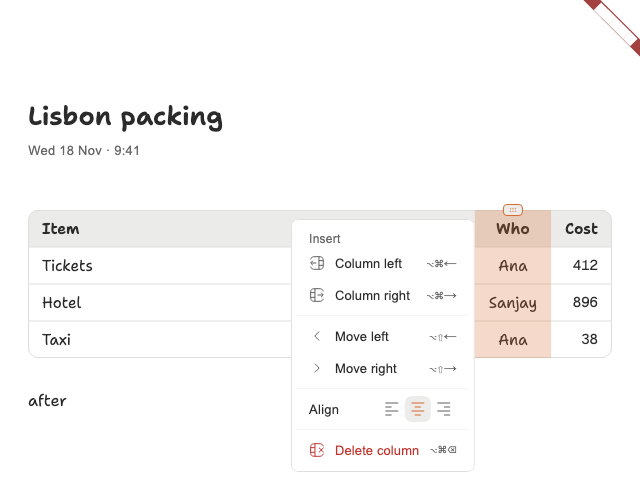 Lisbon packing
Wed 18 Nov · 9:41
Item Who Cost
Tickets Ana 412
Hotel Sanjay 896
Taxi Ana 38
after
Insert
Column left ⌥⌘←
Column right ⌥⌘→
Move left ⌥⇧←
Move right ⌥⇧→
Align
Delete column ⌥⌘⌫